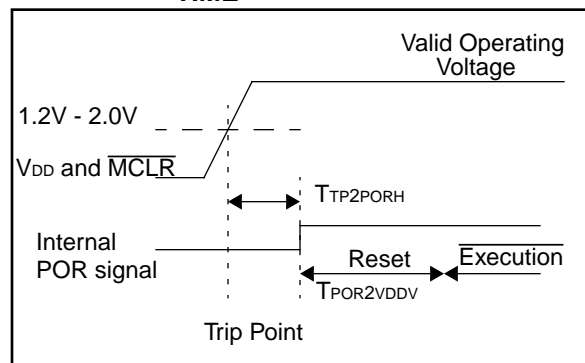 Valid Operating
Voltage
1.2V - 2.0V
VDD and MCLR
TTP2PORH
Internal
POR signal
Reset
Execution
TPOR2VDDV
Trip Point